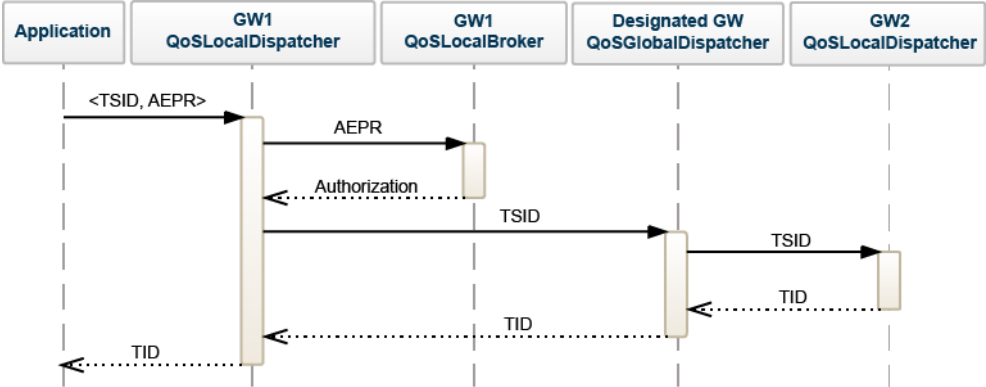 Application
GW1
QoSLocalDispatcher
GW1
QoSLocalBroker
Designated GW
QoSGlobalDispatcher
GW2
QoSLocalDispatcher
<TSID, AEPR>
AEPR
Authorization
TSID
TSID
TID
TID
TID